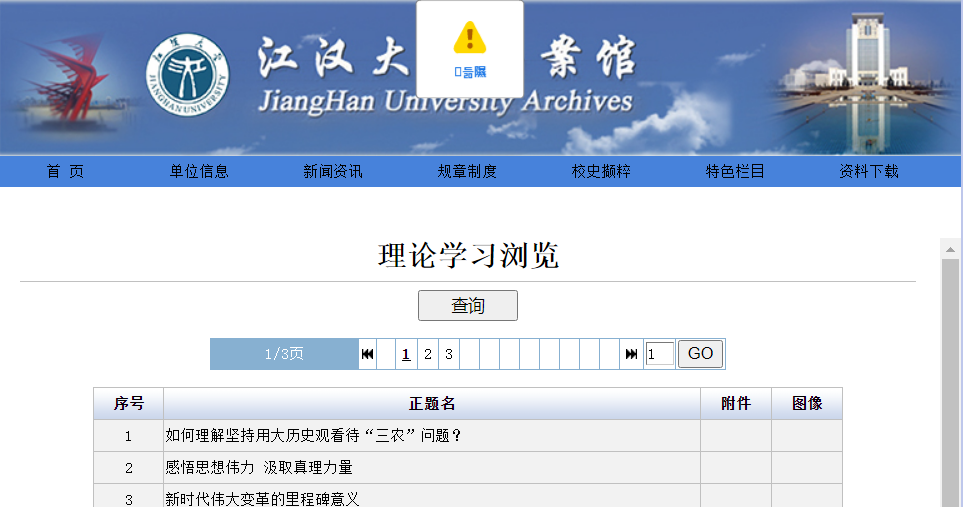 江汉大
案馆
JiangHan University Archives
JIANGHAN UNIVERSITY
首 页
单位信息
新闻资讯
规章制度
校史撷粹
特色栏目
资料下载
理论学习浏览
查询
1/3页
1 2 3
1
GO
序号 正题名 附件 图像
1 如何理解坚持用大历史观看待“三农”问题？
2 感悟思想伟力 汲取真理力量
3 新时代伟大变革的里程碑意义